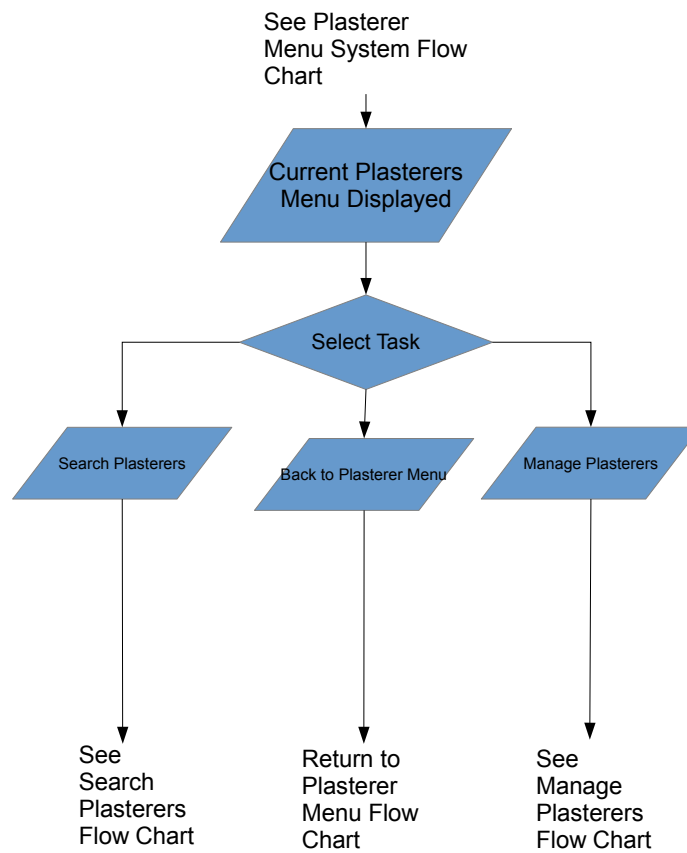 See Plasterer
Menu System Flow
Chart
Current Plasterers
Menu Displayed
Select Task
Search Plasterers
Back to Plasterer Menu
Manage Plasterers
See
Search
Plasterers
Flow Chart
Return to
Plasterer
Menu Flow
Chart
See
Manage
Plasterers
Flow Chart